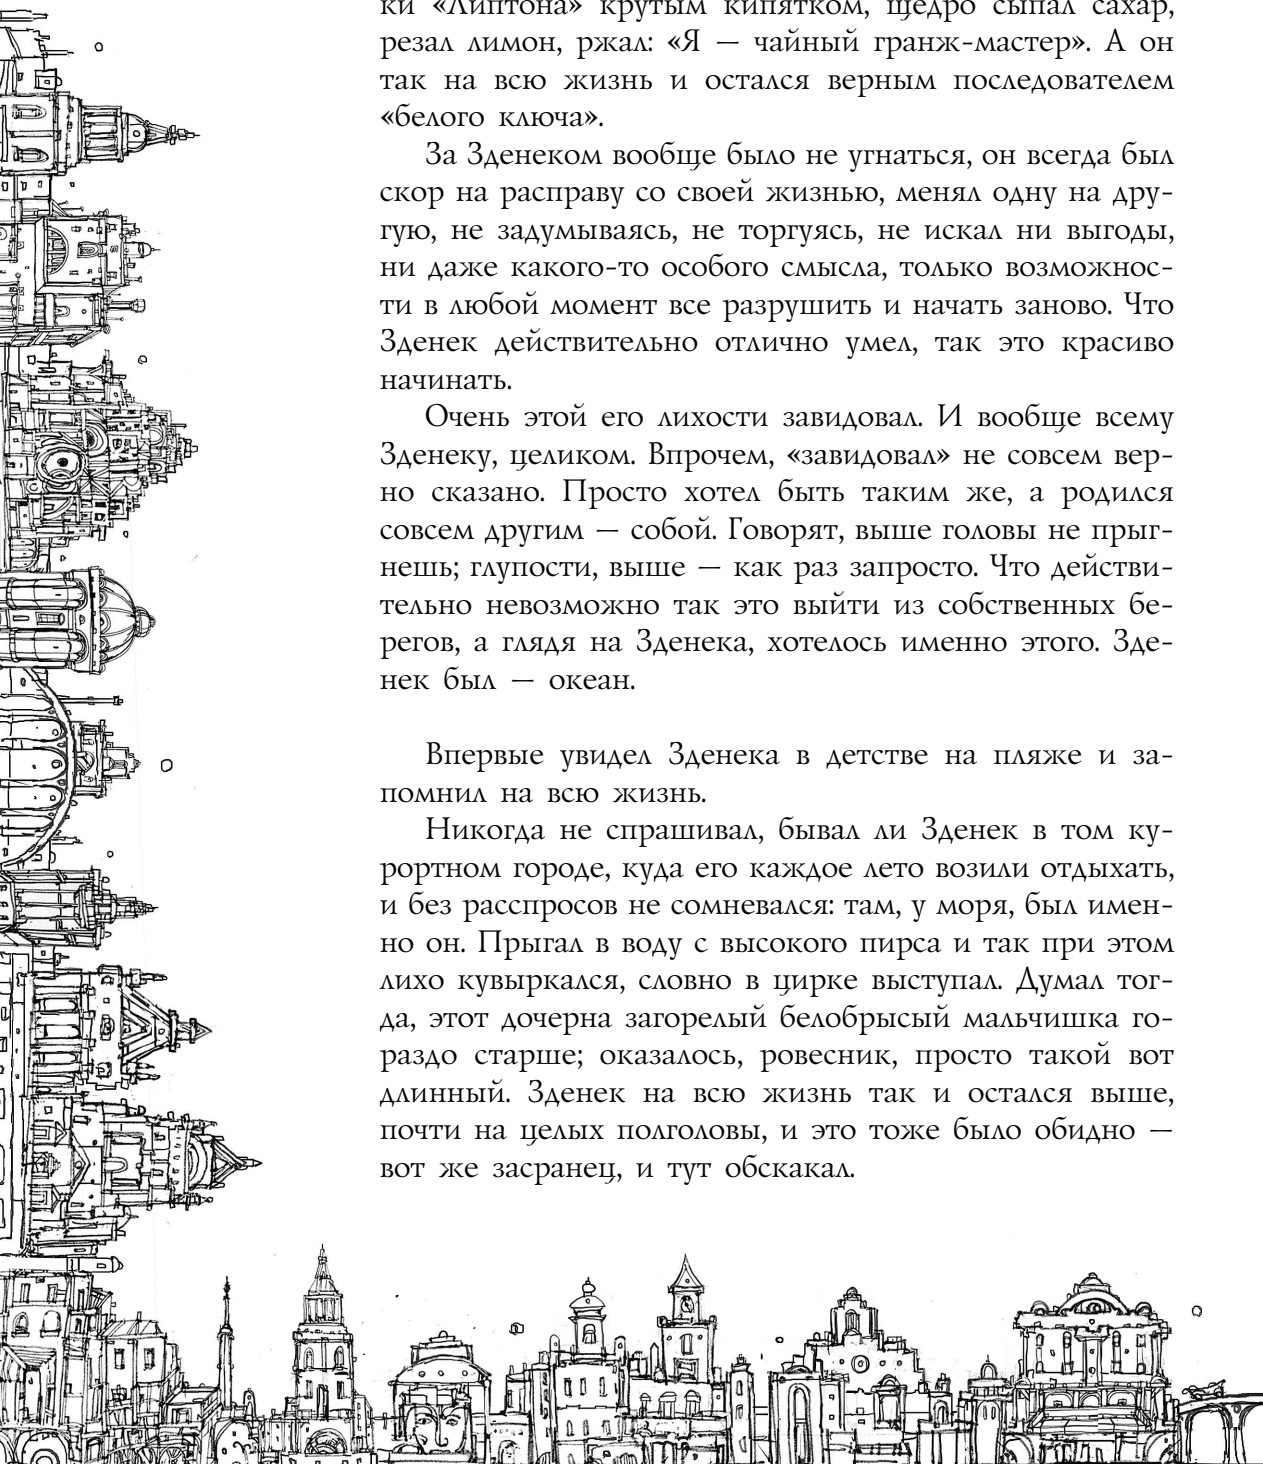 ки «Липтона» крутым кипятком, щедро сыпал сахар,
резал лимон, ржал: «Я — чайный гранж-мастер». А он
так на всю жизнь и остался верным последователем
«белого ключа».
За Зденеком вообще было не угнаться, он всегда был
скор на расправу со своей жизнью, менял одну на дру-
гую, не задумываясь, не торгуясь, не искал ни выгоды,
ни даже какого-то особого смысла, только возможнос-
ти в любой момент все разрушить и начать заново. Что
Зденек действительно отлично умел, так это красиво
начинать.
Очень этой его лихости завидовал. И вообще всему
Зденеку, целиком. Впрочем, «завидовал» не совсем вер-
но сказано. Просто хотел быть таким же, а родился
совсем другим — собой. Говорят, выше головы не прыг-
нешь; глупости, выше — как раз запросто. Что действи-
тельно невозможно так это выйти из собственных бе-
регов, а глядя на Зденека, хотелось именно этого. Зде-
нек был — океан.
Впервые увидел Зденека в детстве на пляже и за-
помнил на всю жизнь.
Никогда не спрашивал, бывал ли Зденек в том ку-
рортном городе, куда его каждое лето возили отдыхать,
и без расспросов не сомневался: там, у моря, был имен-
но он. Прыгал в воду с высокого пирса и так при этом
лихо кувыркался, словно в цирке выступал. Думал тог-
да, этот дочерна загорелый белобрысый мальчишка го-
раздо старше; оказалось, ровесник, просто такой вот
длинный. Зденек на всю жизнь так и остался выше,
почти на целых полголовы, и это тоже было обидно —
вот же засранец, и тут обскакал.